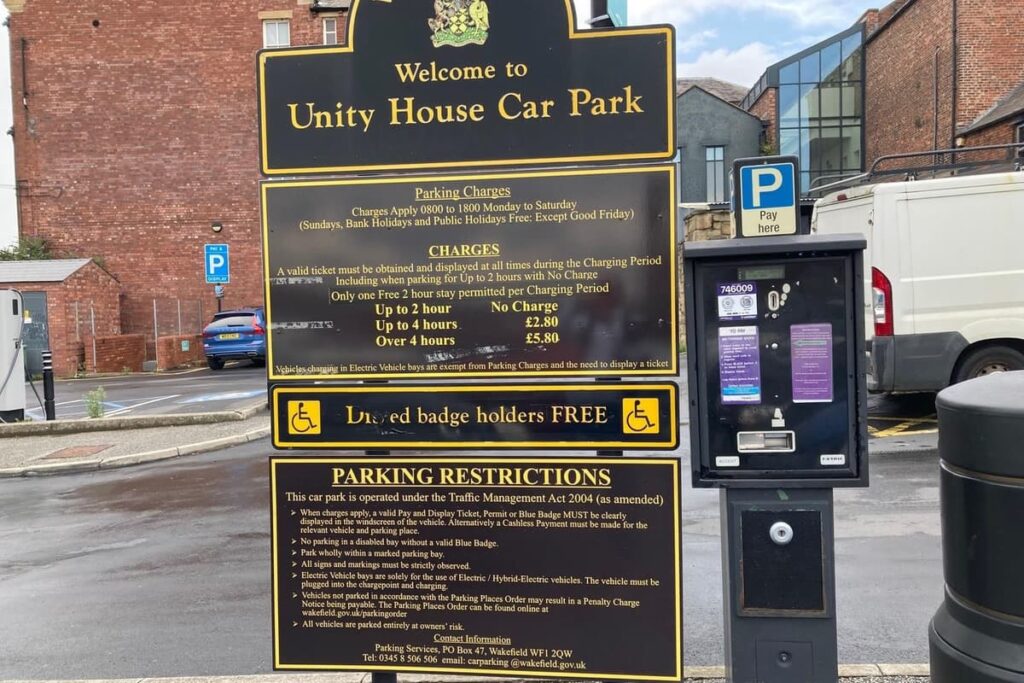 Welcome to
Unity House Car Park
Parking Charges
Charges Apply 0800 to 1800 Monday to Saturday
(Sundays, Bank Holidays and Public Holidays Free: Except Good Friday)
CHARGES
A valid ticket must be obtained and displayed at all times during the Charging Period
Including when parking for Up to 2 hours with No Charge
Only one Free 2 hour stay permitted per Charging Period
Up to 2 hour No Charge
Up to 4 hours £2.80
Over 4 hours £5.80
Vehicles charging in Electric Vehicle bays are exempt from Parking Charges and the need to display a ticket
badge holders FREE
PARKING RESTRICTIONS
This car park is operated under the Traffic Management Act 2004 (as amended)
➤ When charges apply, a valid Pay and Display Ticket, Permit or Blue Badge MUST be clearly
displayed in the windscreen of the vehicle. Alternatively a Cashless Payment must be made for the
relevant vehicle and parking place.
➤ No parking in a disabled bay without a valid Blue Badge.
➤ Park wholly within a marked parking bay.
➤ All signs and markings must be strictly observed.
➤ Electric Vehicle bays are solely for the use of Electric / Hybrid-Electric vehicles. The vehicle must be
plugged into the chargepoint and charging.
➤ Vehicles not parked in accordance with the Parking Places Order may result in a Penalty Charge
Notice being payable. The Parking Places Order can be found online at
wakefield.gov.uk/parkingorder
➤ All vehicles are parked entirely at owners' risk.
Contact Information
Parking Services, PO Box 47, Wakefield WF1 2QW
Tel: 0345 8 506 506 email: carparking @wakefield.gov.uk
P
Pay
here
746009
PAY &
P
DISPLAY